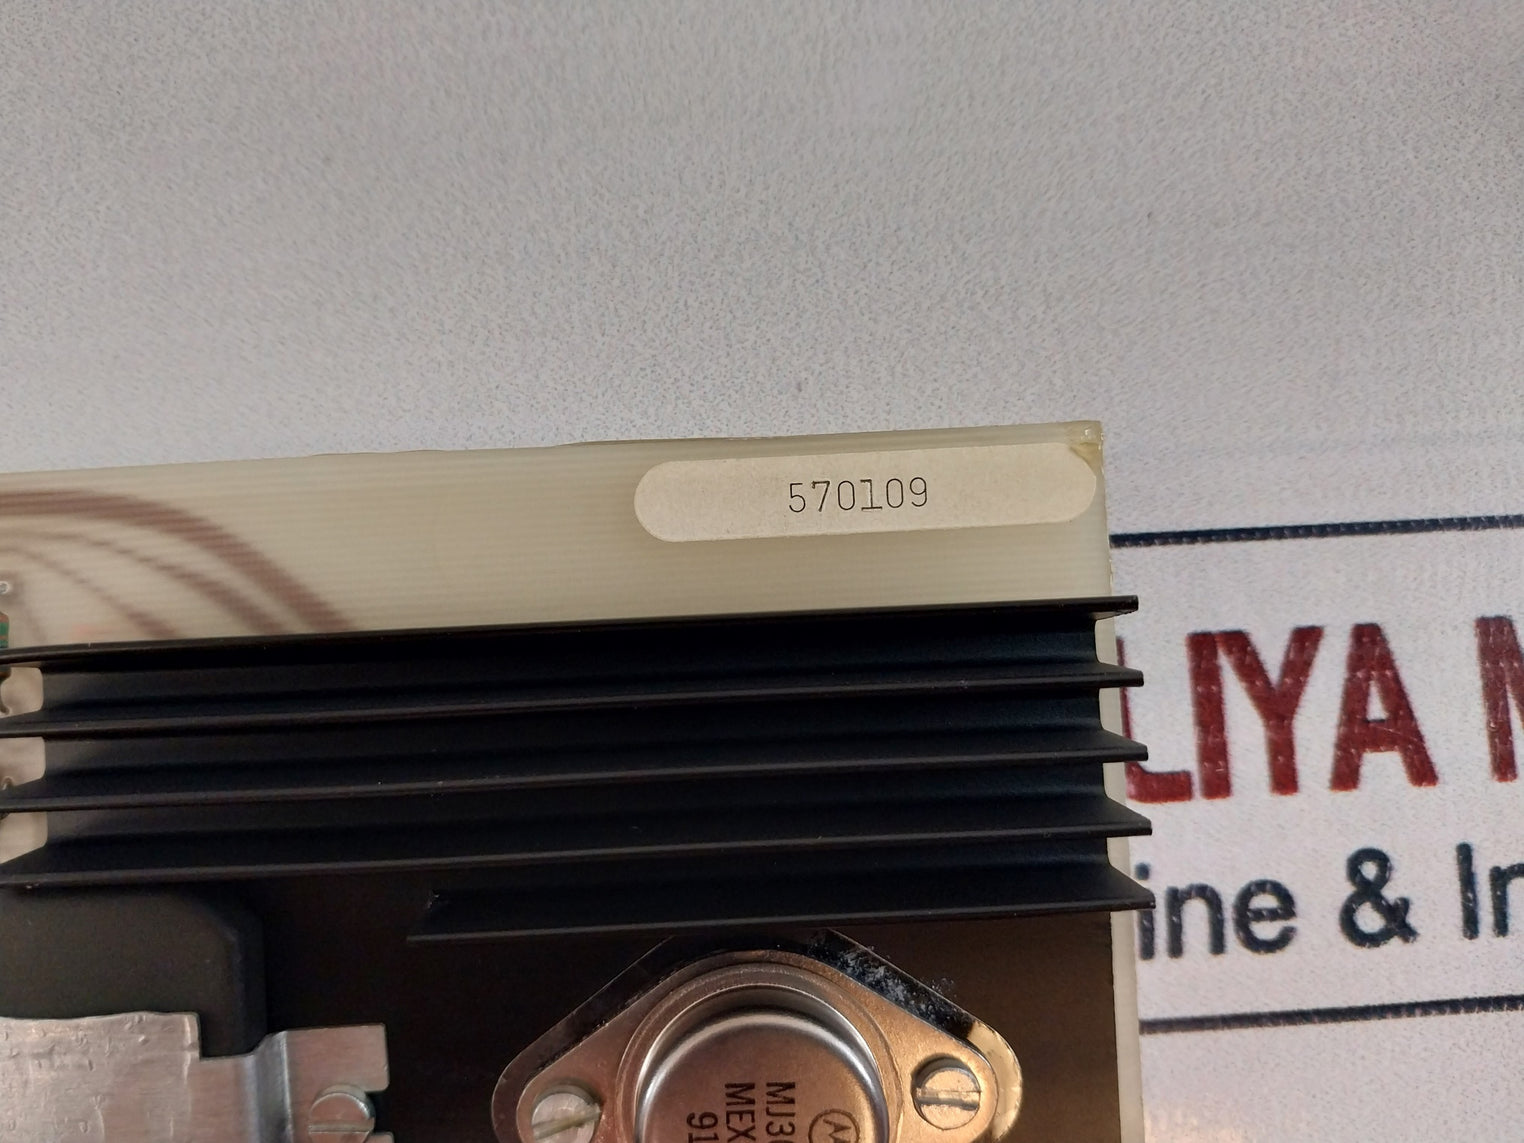 570109
LIYA
ine & In
MJ30
MEX
91